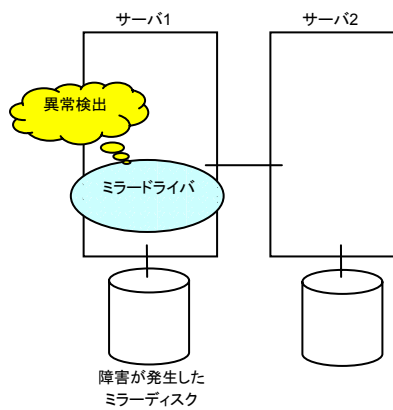 サーバ1
サーバ2
異常検出
ミラードライバ
障害が発生した
ミラーディスク